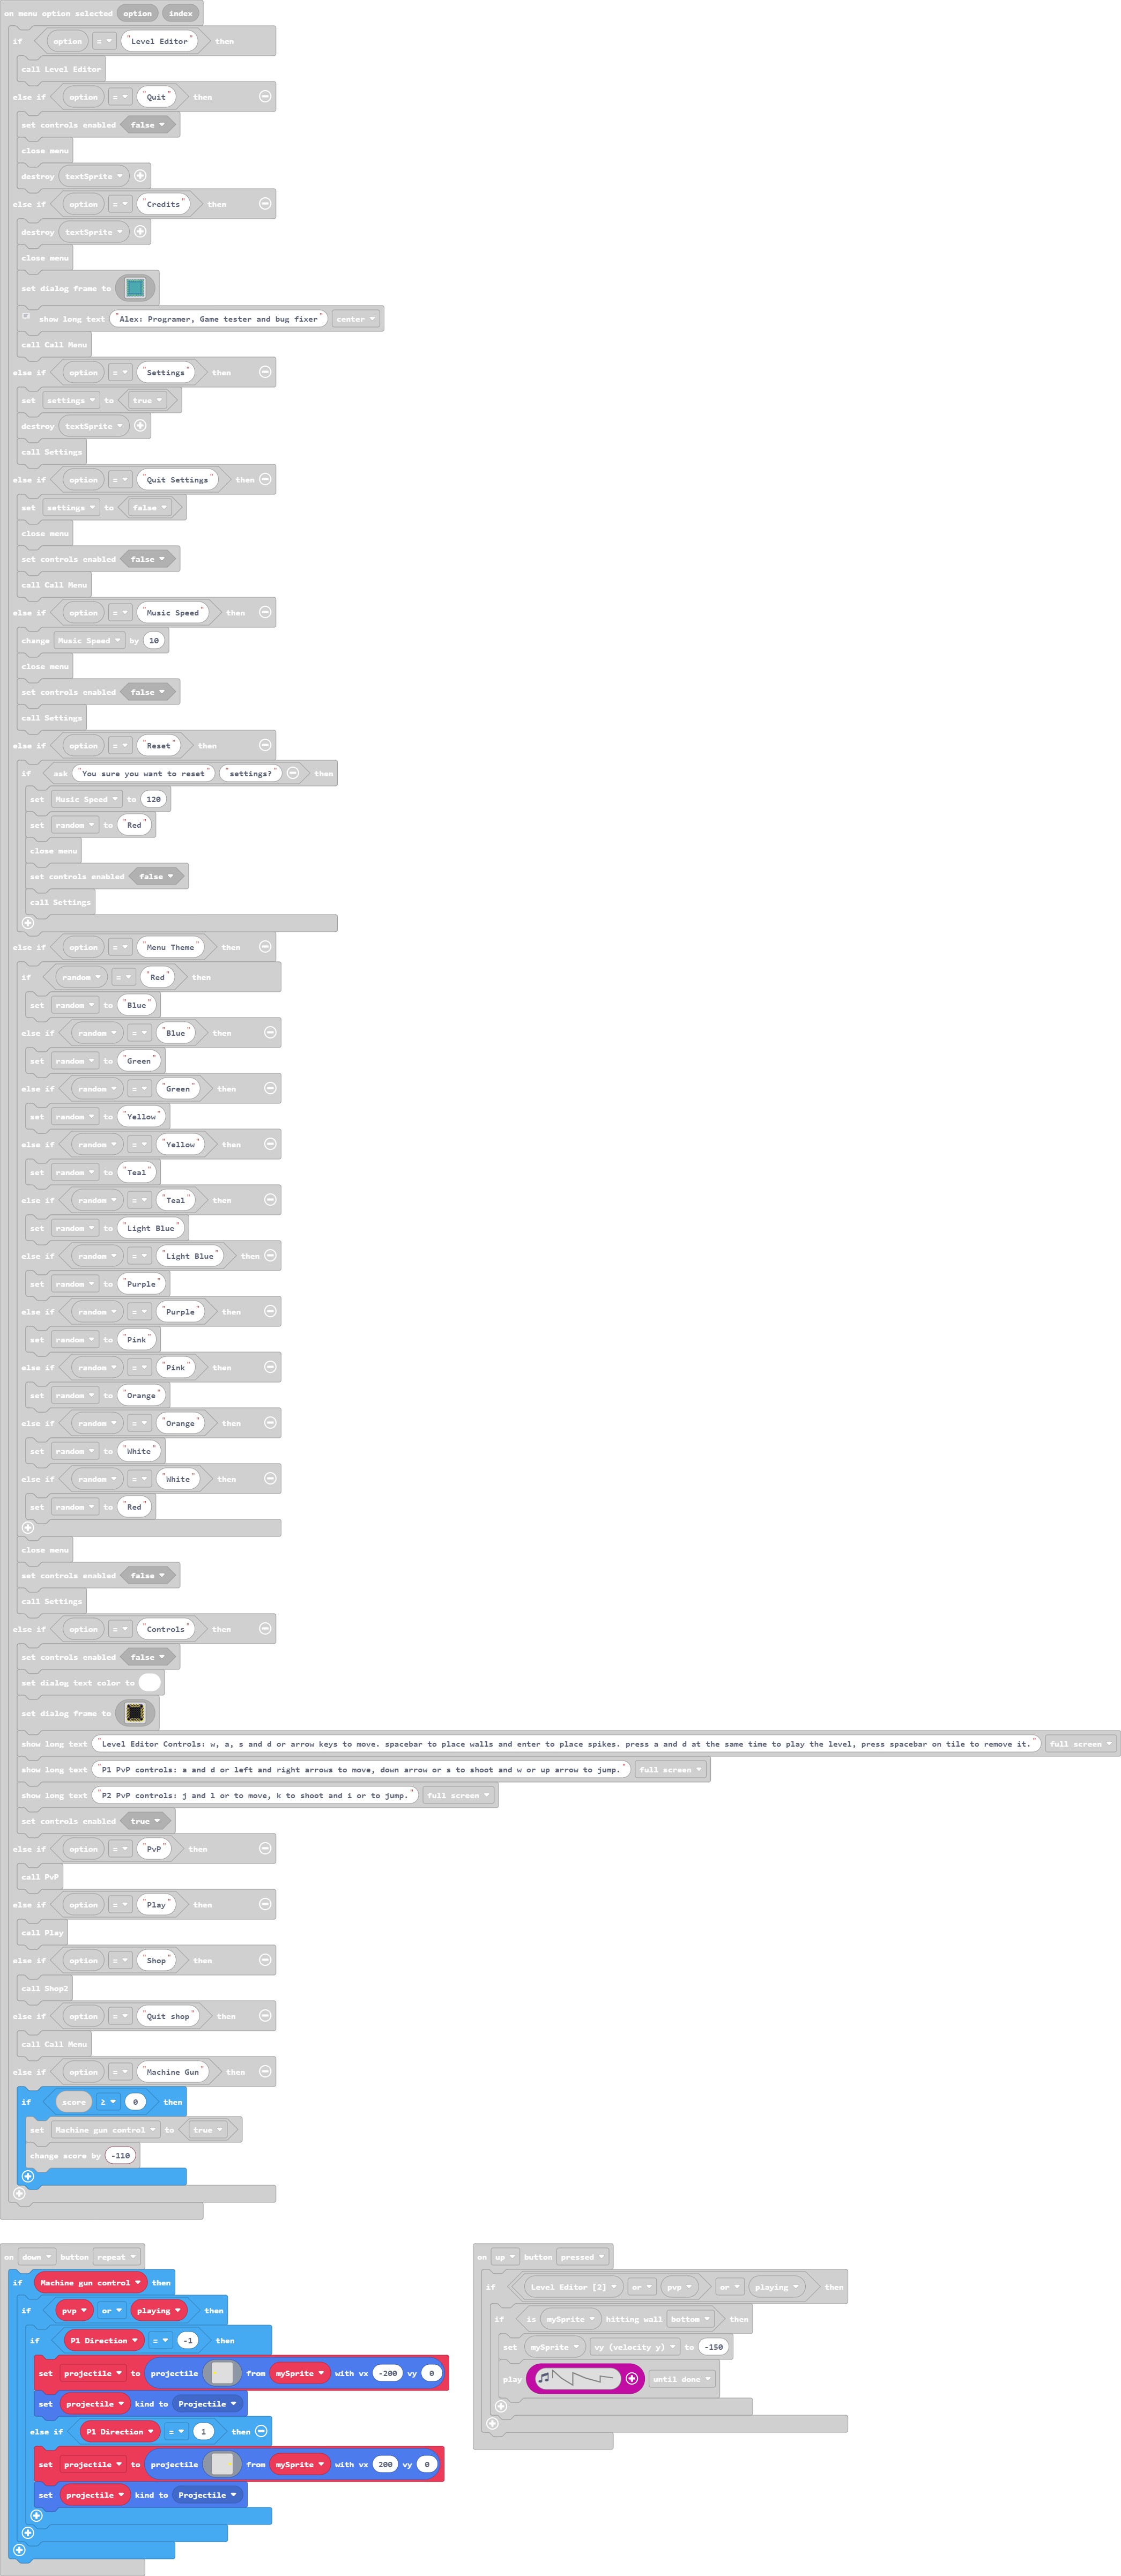 on menu option selected option index
if option = "Level Editor" then
call Level Editor
else if option = "Quit" then
set controls enabled false
close menu
destroy textSprite
else if option = "Credits" then
destroy textSprite
close menu
set dialog frame to
show long text "Alex: Programer, Game tester and bug fixer" center
call Call Menu
else if option = "Settings" then
set settings to true
destroy textSprite
call Settings
else if option = "Quit Settings" then
set settings to false
close menu
set controls enabled false
call Call Menu
else if option = "Music Speed" then
change Music Speed by 10
close menu
set controls enabled false
call Settings
else if option = "Reset" then
if ask "You sure you want to reset" "settings?" then
set Music Speed to 120
set random to "Red"
close menu
set controls enabled false
call Settings
else if option = "Menu Theme" then
if random = "Red" then
set random to "Blue"
else if random = "Blue" then
set random to "Green"
else if random = "Green" then
set random to "Yellow"
else if random = "Yellow" then
set random to "Teal"
else if random = "Teal" then
set random to "Light Blue"
else if random = "Light Blue" then
set random to "Purple"
else if random = "Purple" then
set random to "Pink"
else if random = "Pink" then
set random to "Orange"
else if random = "Orange" then
set random to "White"
else if random = "White" then
set random to "Red"
close menu
set controls enabled false
call Settings
else if option = "Controls" then
set controls enabled false
set dialog text color to
set dialog frame to
show long text "Level Editor Controls: w, a, s and d or arrow keys to move. spacebar to place walls and enter to place spikes. press a and d at the same time to play the level, press spacebar on tile to remove it." full screen
show long text "P1 PvP controls: a and d or left and right arrows to move, down arrow or s to shoot and w or up arrow to jump." full screen
show long text "P2 PvP controls: j and l or to move, k to shoot and i or to jump." full screen
set controls enabled true
else if option = "PvP" then
call PvP
else if option = "Play" then
call Play
else if option = "Shop" then
call Shop2
else if option = "Quit shop" then
call Call Menu
else if option = "Machine Gun" then
if score ≥ 0 then
set Machine gun control to true
change score by -110
on down button repeat
if Machine gun control then
if pvp or playing then
if P1 Direction = -1 then
set projectile to projectile from mySprite with vx -200 vy 0
set projectile kind to Projectile
else if P1 Direction = 1 then
set projectile to projectile from mySprite with vx 200 vy 0
set projectile kind to Projectile
on up button pressed
if Level Editor [2] or pvp or playing then
if is mySprite hitting wall bottom then
set mySprite vy (velocity y) to -150
play until done